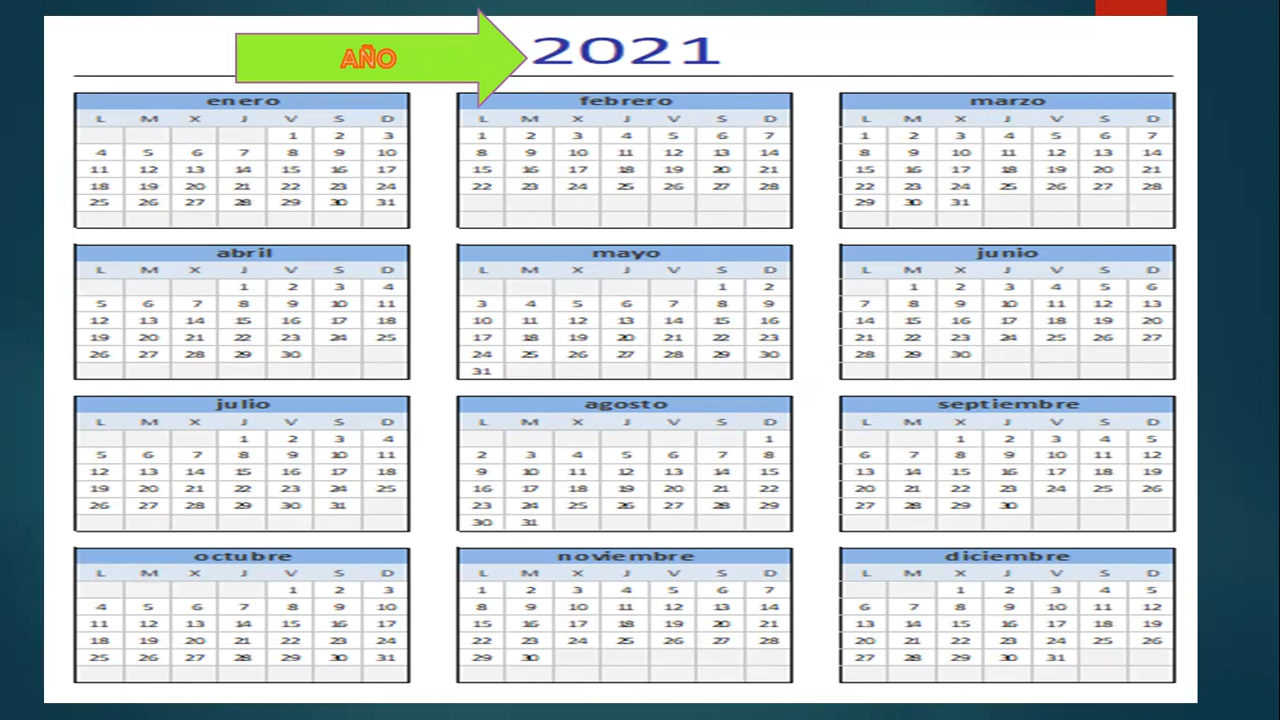 AÑO
2021
enero
L M X J V S D
1 2 3
4 5 6 7 8 9 10
11 12 13 14 15 16 17
18 19 20 21 22 23 24
25 26 27 28 29 30 31
febrero
L M X J V S D
1 2 3 4 5 6 7
8 9 10 11 12 13 14
15 16 17 18 19 20 21
22 23 24 25 26 27 28
marzo
L M X J V S D
1 2 3 4 5 6 7
8 9 10 11 12 13 14
15 16 17 18 19 20 21
22 23 24 25 26 27 28
29 30 31
abril
L M X J V S D
1 2 3 4
5 6 7 8 9 10 11
12 13 14 15 16 17 18
19 20 21 22 23 24 25
26 27 28 29 30
mayo
L M X J V S D
1 2
3 4 5 6 7 8 9
10 11 12 13 14 15 16
17 18 19 20 21 22 23
24 25 26 27 28 29 30
31
junio
L M X J V S D
1 2 3 4 5 6
7 8 9 10 11 12 13
14 15 16 17 18 19 20
21 22 23 24 25 26 27
28 29 30
julio
L M X J V S D
1 2 3 4
5 6 7 8 9 10 11
12 13 14 15 16 17 18
19 20 21 22 23 24 25
26 27 28 29 30 31
agosto
L M X J V S D
1
2 3 4 5 6 7 8
9 10 11 12 13 14 15
16 17 18 19 20 21 22
23 24 25 26 27 28 29
30 31
septiembre
L M X J V S D
1 2 3 4 5
6 7 8 9 10 11 12
13 14 15 16 17 18 19
20 21 22 23 24 25 26
27 28 29 30
octubre
L M X J V S D
1 2 3
4 5 6 7 8 9 10
11 12 13 14 15 16 17
18 19 20 21 22 23 24
25 26 27 28 29 30 31
noviembre
L M X J V S D
1 2 3 4 5 6 7
8 9 10 11 12 13 14
15 16 17 18 19 20 21
22 23 24 25 26 27 28
29 30
diciembre
L M X J V S D
1 2 3 4 5
6 7 8 9 10 11 12
13 14 15 16 17 18 19
20 21 22 23 24 25 26
27 28 29 30 31